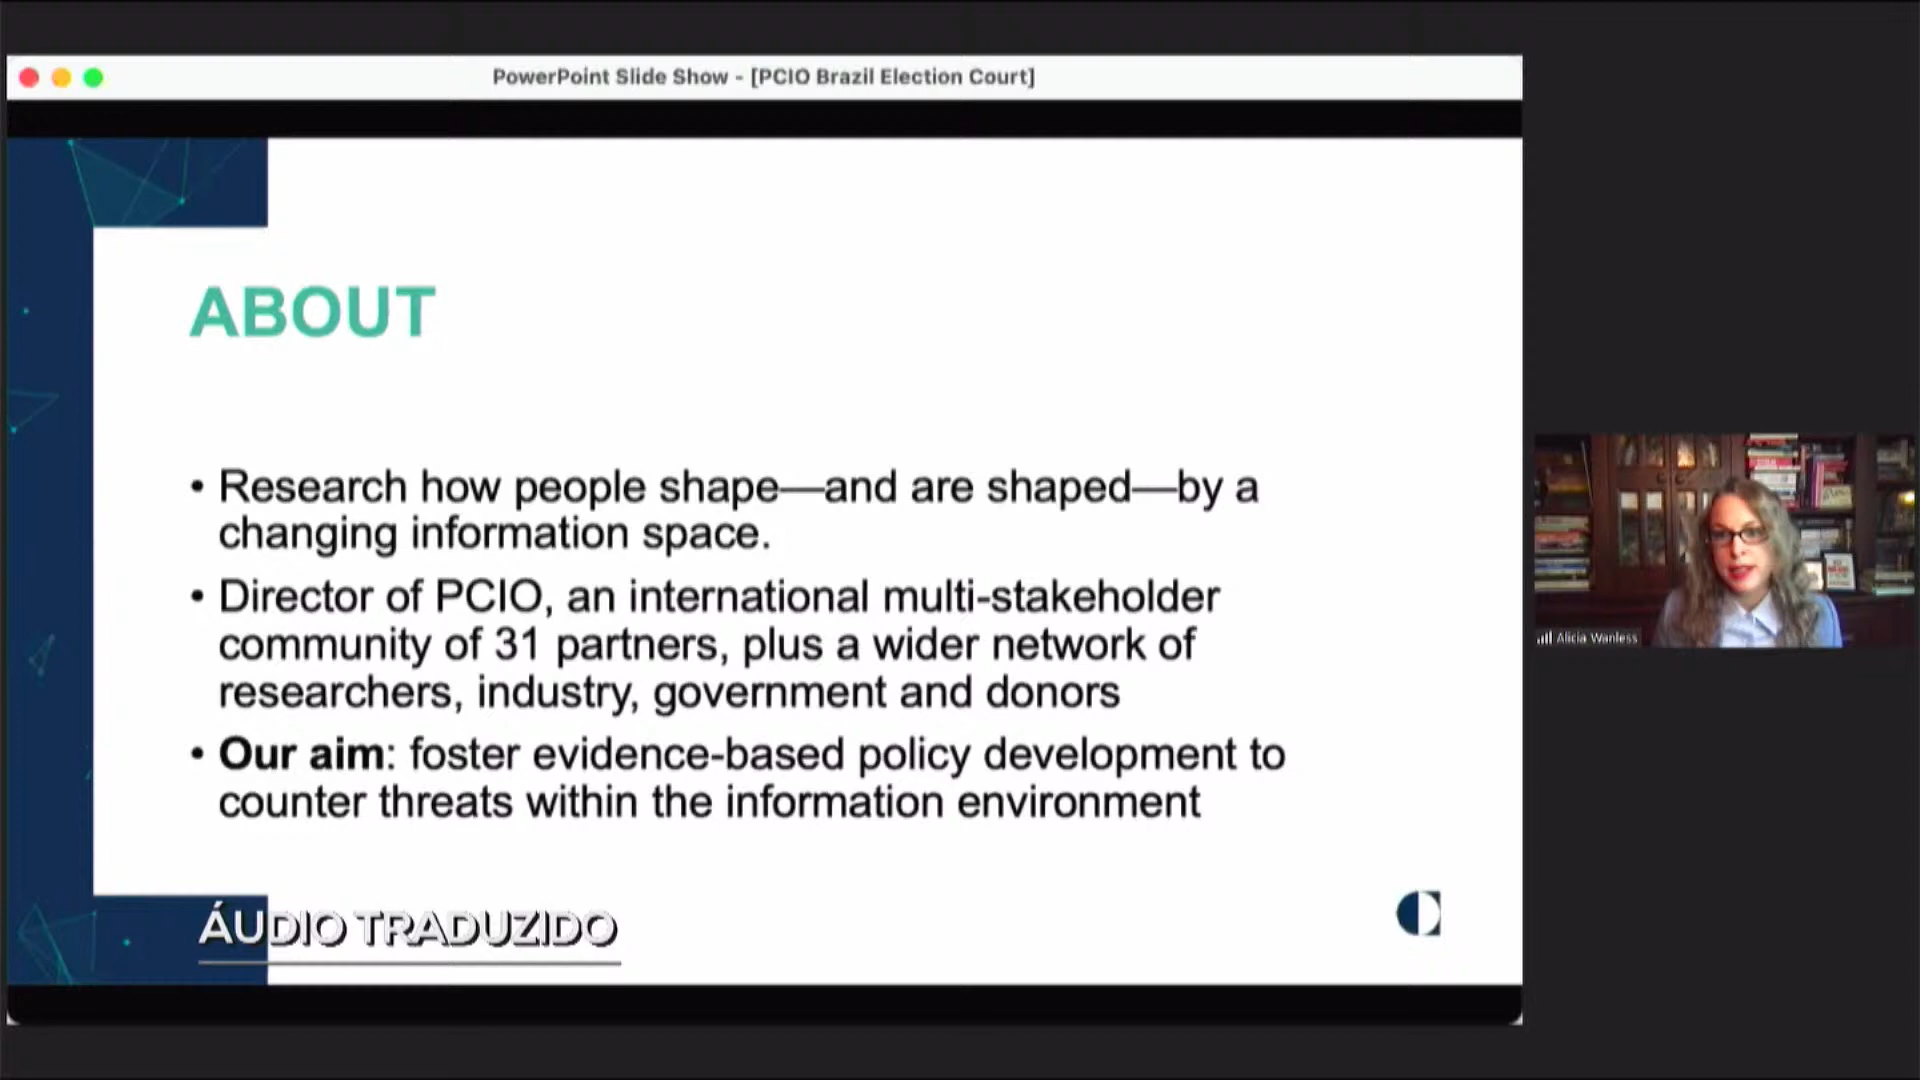 PowerPoint Slide Show - [PCIO Brazil Election Court]
ABOUT
• Research how people shape—and are shaped—by a
changing information space.
• Director of PCIO, an international multi-stakeholder
community of 31 partners, plus a wider network of
researchers, industry, government and donors
• Our aim: foster evidence-based policy development to
counter threats within the information environment
ÁUDIO TRADUZIDO
Alicia Wanless